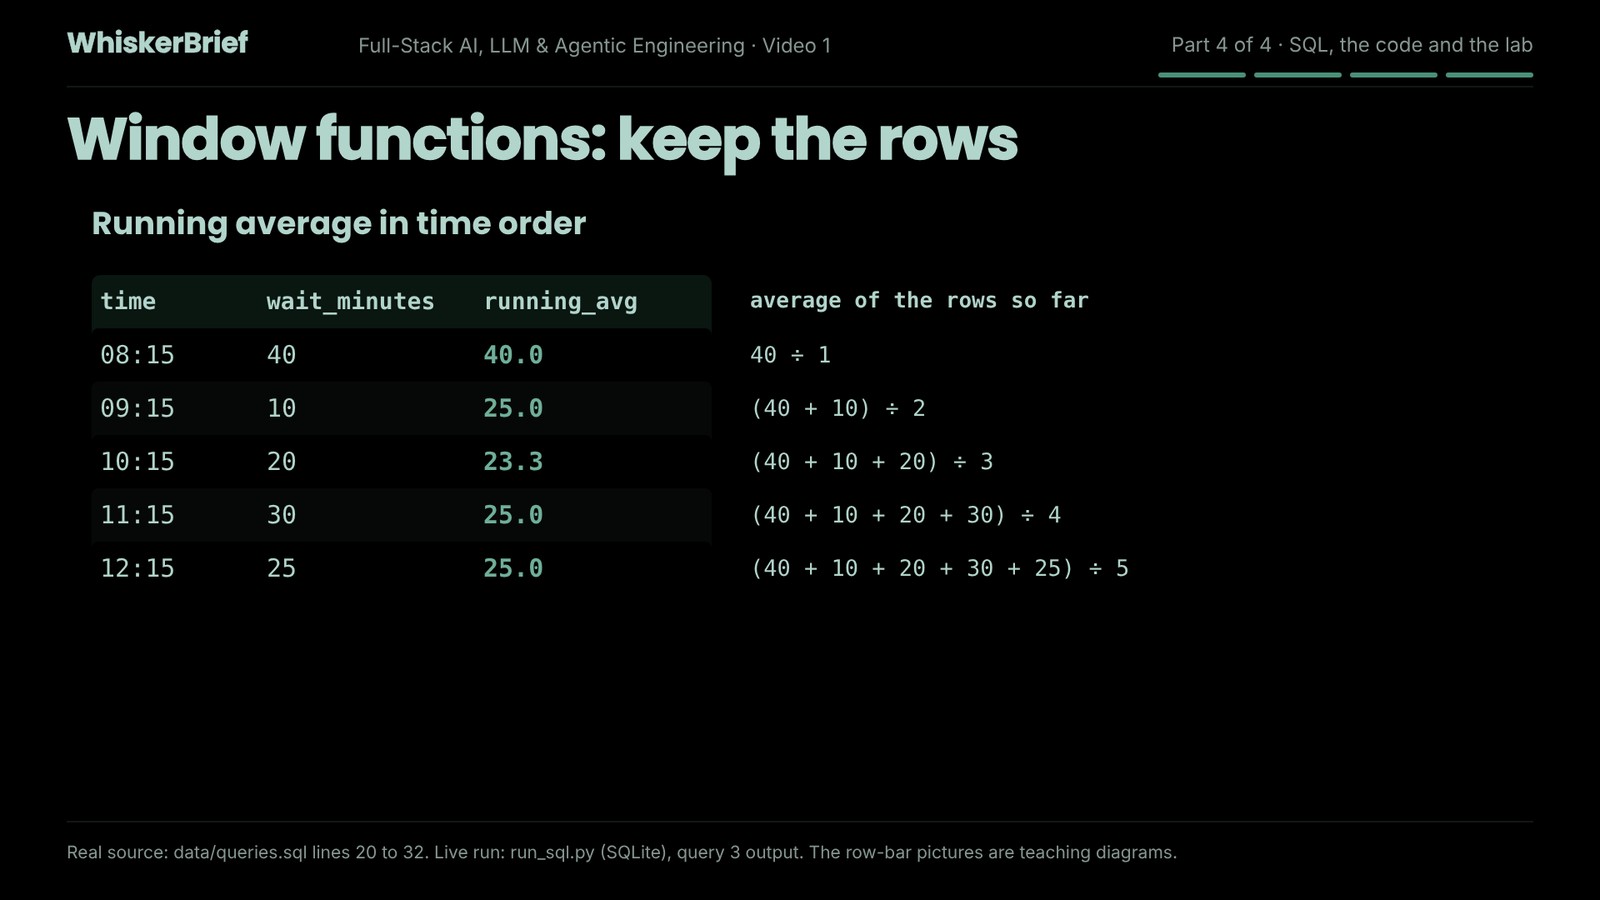 WhiskerBrief
Full-Stack AI, LLM & Agentic Engineering · Video 1
Part 4 of 4 · SQL, the code and the lab
Window functions: keep the rows
Running average in time order
time wait_minutes running_avg average of the rows so far
08:15 40 40.0 40 ÷ 1
09:15 10 25.0 (40 + 10) ÷ 2
10:15 20 23.3 (40 + 10 + 20) ÷ 3
11:15 30 25.0 (40 + 10 + 20 + 30) ÷ 4
12:15 25 25.0 (40 + 10 + 20 + 30 + 25) ÷ 5
Real source: data/queries.sql lines 20 to 32. Live run: run_sql.py (SQLite), query 3 output. The row-bar pictures are teaching diagrams.